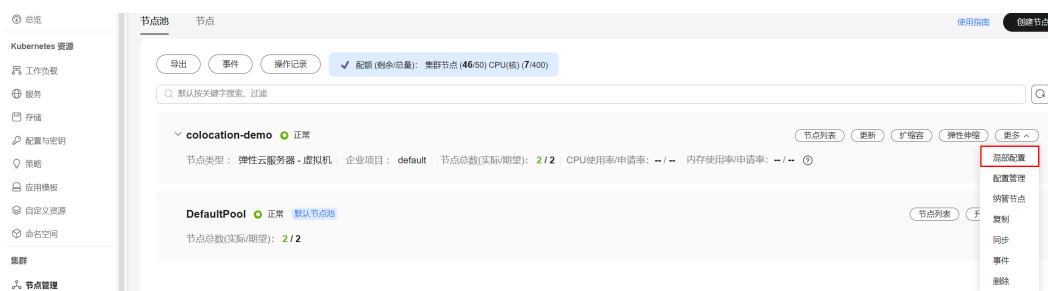 总览
Kubernetes 资源
工作负载
服务
存储
配置与密钥
策略
应用模板
自定义资源
命名空间
集群
节点管理
节点池 节点 使用指南 创建节点
导出 事件 操作记录 配额 (剩余/总量): 集群节点 (46/50) CPU(核) (7/400)
默认按关键字搜索、过滤
colocation-demo 正常 节点列表 更新 扩缩容 弹性伸缩 更多
节点类型： 弹性云服务器 - 虚拟机 企业项目： default 节点总数(实际/期望)： 2 / 2 CPU使用率/申请率： -- / -- 内存使用率/申请率： -- / --
混部配置
配置管理
纳管节点
复制
同步
事件
删除
DefaultPool 正常 默认节点池 节点列表
节点总数(实际/期望)： 2 / 2